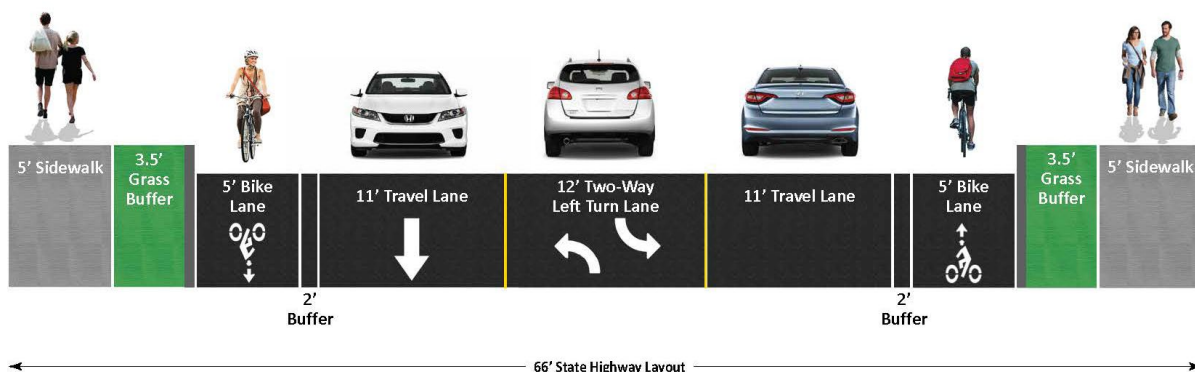 5' Sidewalk
3.5'
Grass
Buffer
5' Bike
Lane
2'
Buffer
11' Travel Lane
12' Two-Way
Left Turn Lane
11' Travel Lane
2'
Buffer
5' Bike
Lane
3.5'
Grass
Buffer
5' Sidewalk
66' State Highway Layout